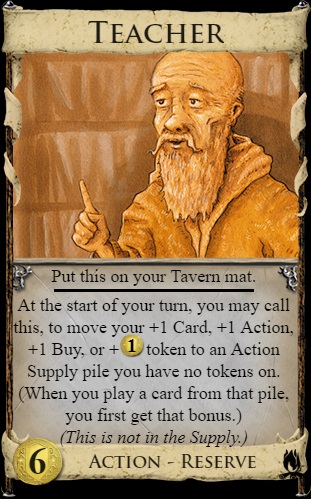 TEACHER
Put this on your Tavern mat.
At the start of your turn, you may call
this, to move your +1 Card, +1 Action,
+1 Buy, or +1 token to an Action
Supply pile you have no tokens on.
(When you play a card from that pile,
you first get that bonus.)
(This is not in the Supply.)
6 ACTION - RESERVE